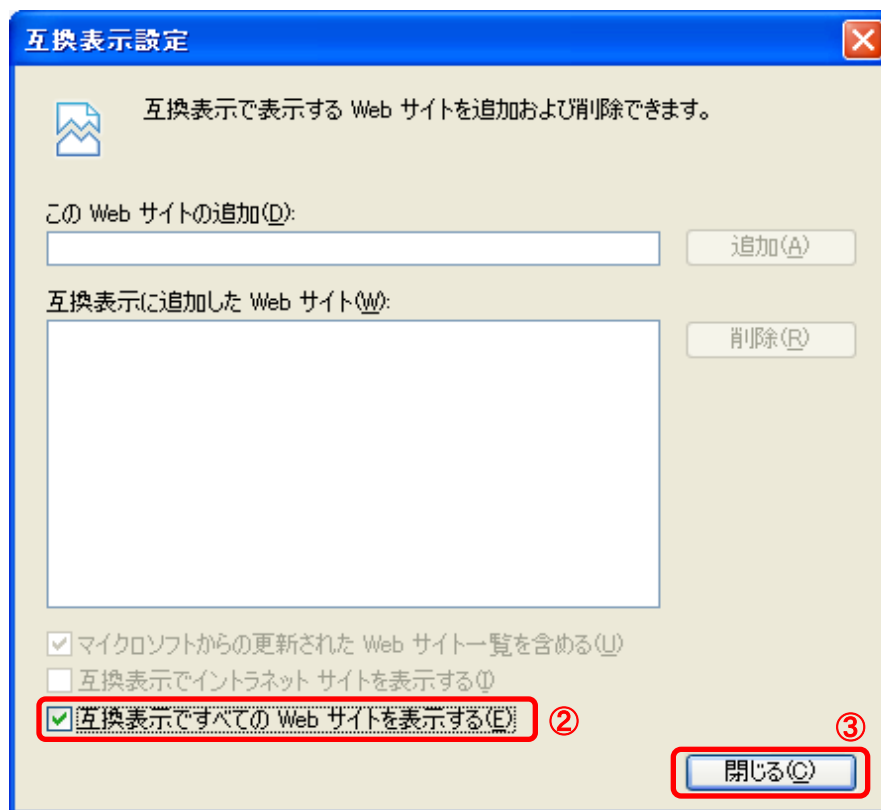 互換表示設定
互換表示で表示する Web サイトを追加および削除できます。
この Web サイトの追加(D):
追加(A)
互換表示に追加した Web サイト(W):
削除(R)
マイクロソフトからの更新された Web サイト一覧を含める(U)
互換表示でイントラネット サイトを表示する(I)
互換表示ですべての Web サイトを表示する(E)
②
③
閉じる(C)